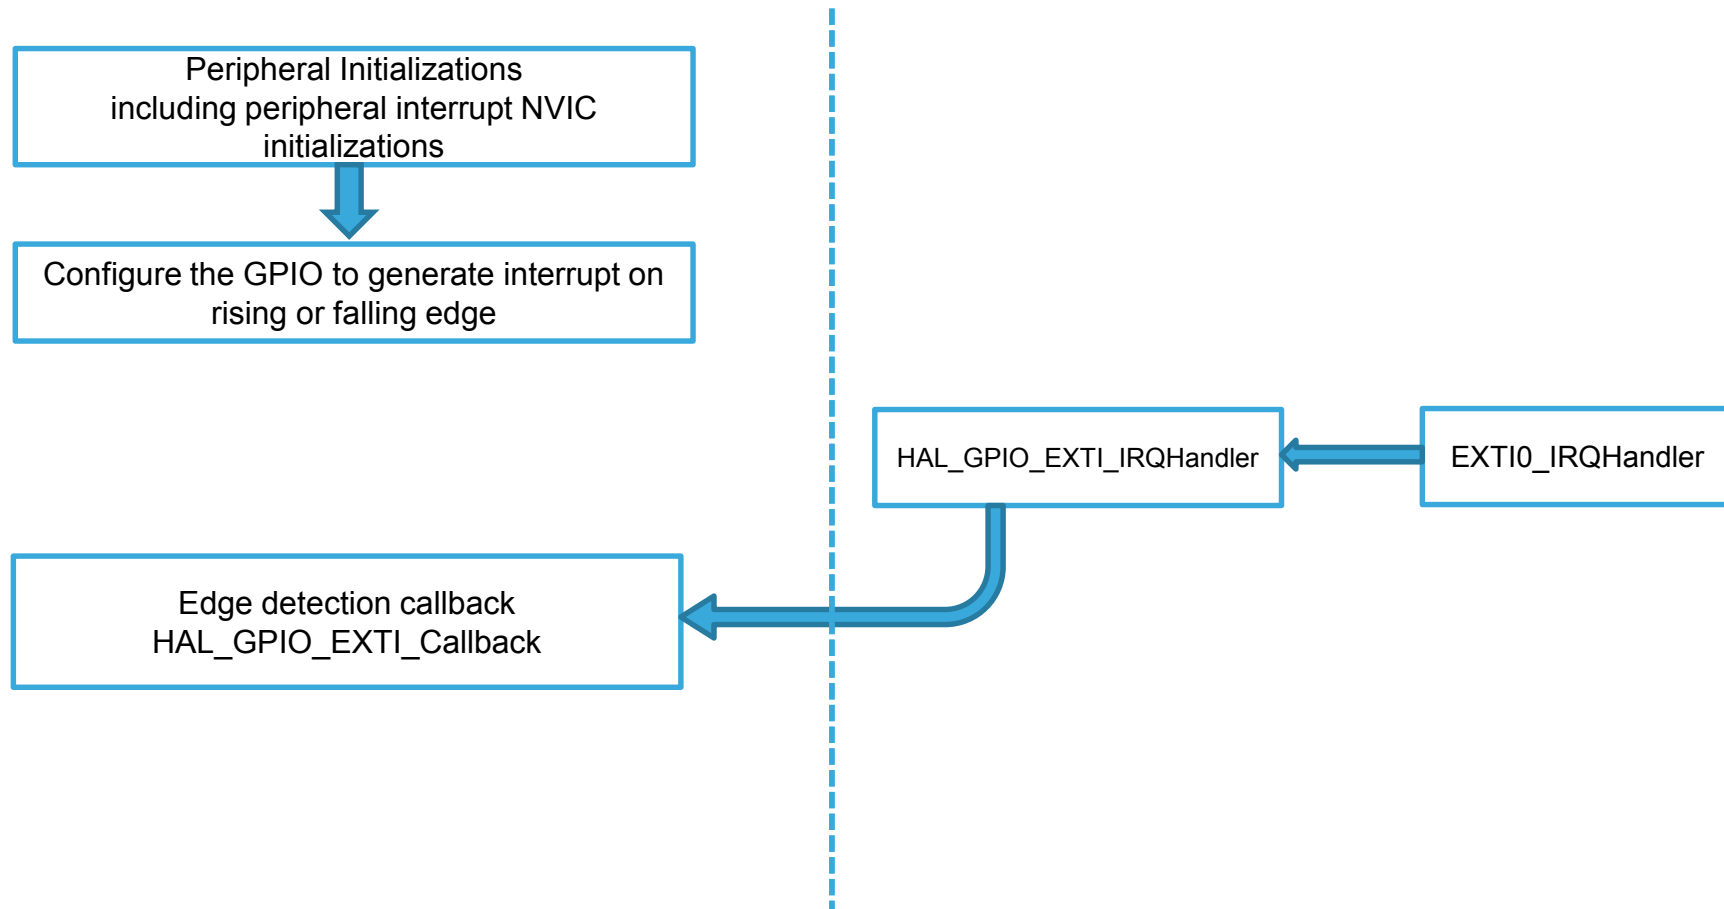 Peripheral Initializations
including peripheral interrupt NVIC
initializations
Configure the GPIO to generate interrupt on
rising or falling edge
HAL_GPIO_EXTI_IRQHandler
EXTI0_IRQHandler
Edge detection callback
HAL_GPIO_EXTI_Callback